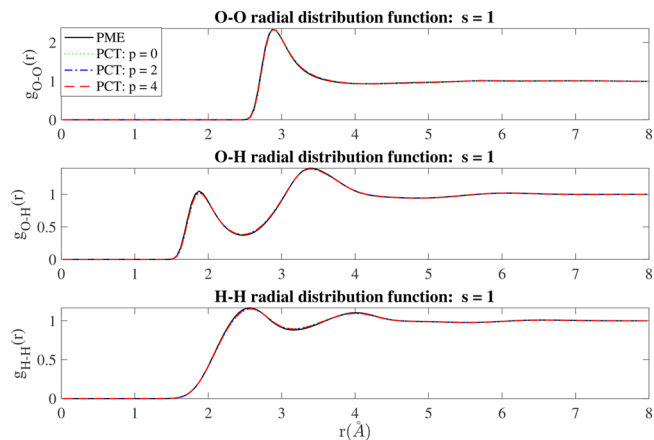 O-O radial distribution function: s = 1
PME
PCT: p = 0
PCT: p = 2
PCT: p = 4
g_O-O(r)
2
1
0
0 1 2 3 4 5 6 7 8
O-H radial distribution function: s = 1
g_O-H(r)
1
0.5
0
0 1 2 3 4 5 6 7 8
H-H radial distribution function: s = 1
g_H-H(r)
1
0.5
0
0 1 2 3 4 5 6 7 8
r(Å)